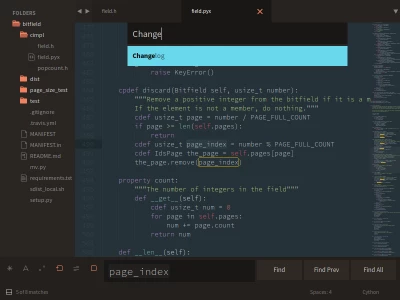 FOLDERS
bitfield
cimpl
field.h
field.pyx
popcount.h
dist
page_size_test
test
.gitignore
.travis.yml
MANIFEST
MANIFEST.in
README.md
mv.py
requirements.txt
sdist_local.sh
setup.py
field.h
field.pyx
Change
Changelog
raise KeyError()
cpdef discard(Bitfield self, usize_t number):
"""Remove a positive integer from the bitfield if it is a m
If the element is not a member, do nothing."""
cdef usize_t page = number / PAGE_FULL_COUNT
if page >= len(self.pages):
return
cdef usize_t page_index = number % PAGE_FULL_COUNT
cdef IdsPage the_page = self.pages[page]
the_page.remove(page_index)
property count:
"""The number of integers in the field"""
def __get__(self):
cdef usize_t num = 0
for page in self.pages:
num += page.count
return num
def __len__(self):
page_index
Find
Find Prev
Find All
5 misspelled words
Spaces: 4
Python